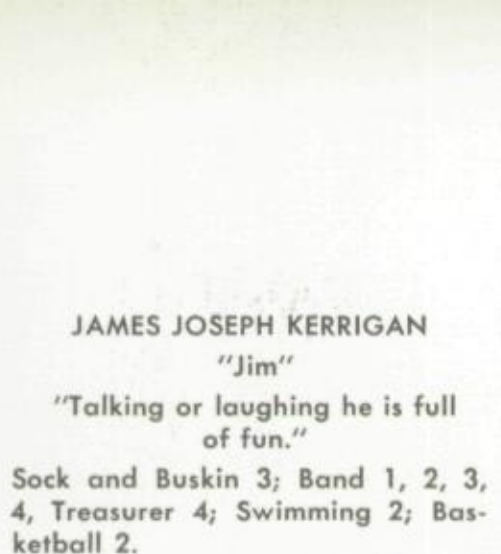 JAMES JOSEPH KERRIGAN
"Jim"
"Talking or laughing he is full
of fun."
Sock and Buskin 3; Band 1, 2, 3,
4, Treasurer 4; Swimming 2; Bas-
ketball 2.